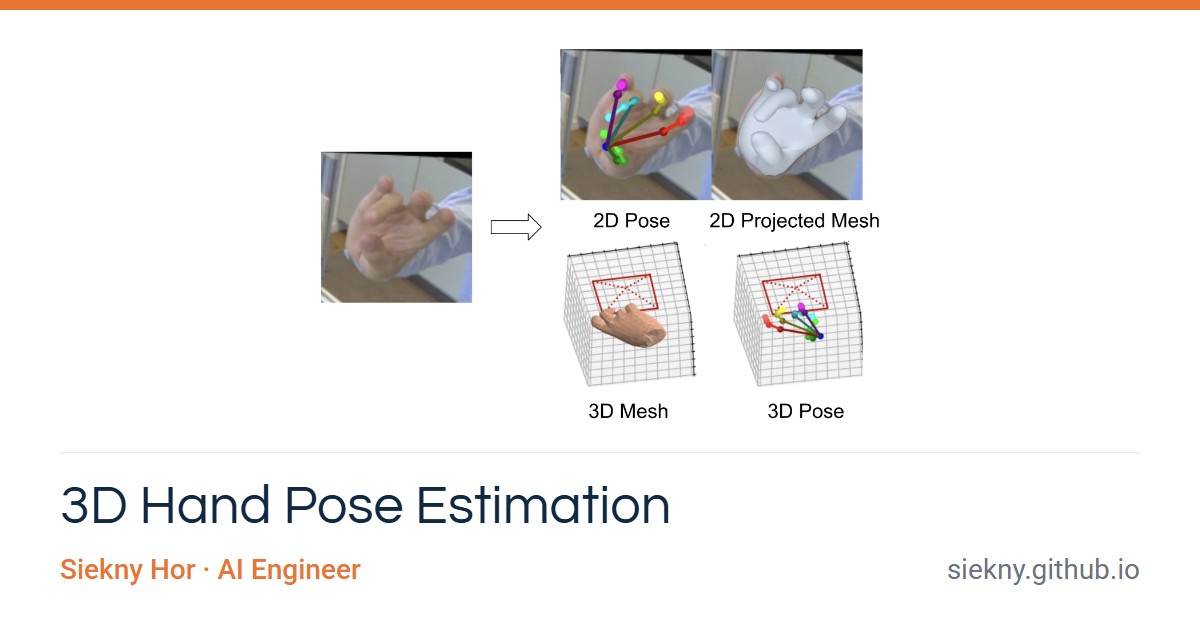 2D Pose
2D Projected Mesh
3D Mesh
3D Pose
3D Hand Pose Estimation
Siekny Hor · AI Engineer
siekny.github.io